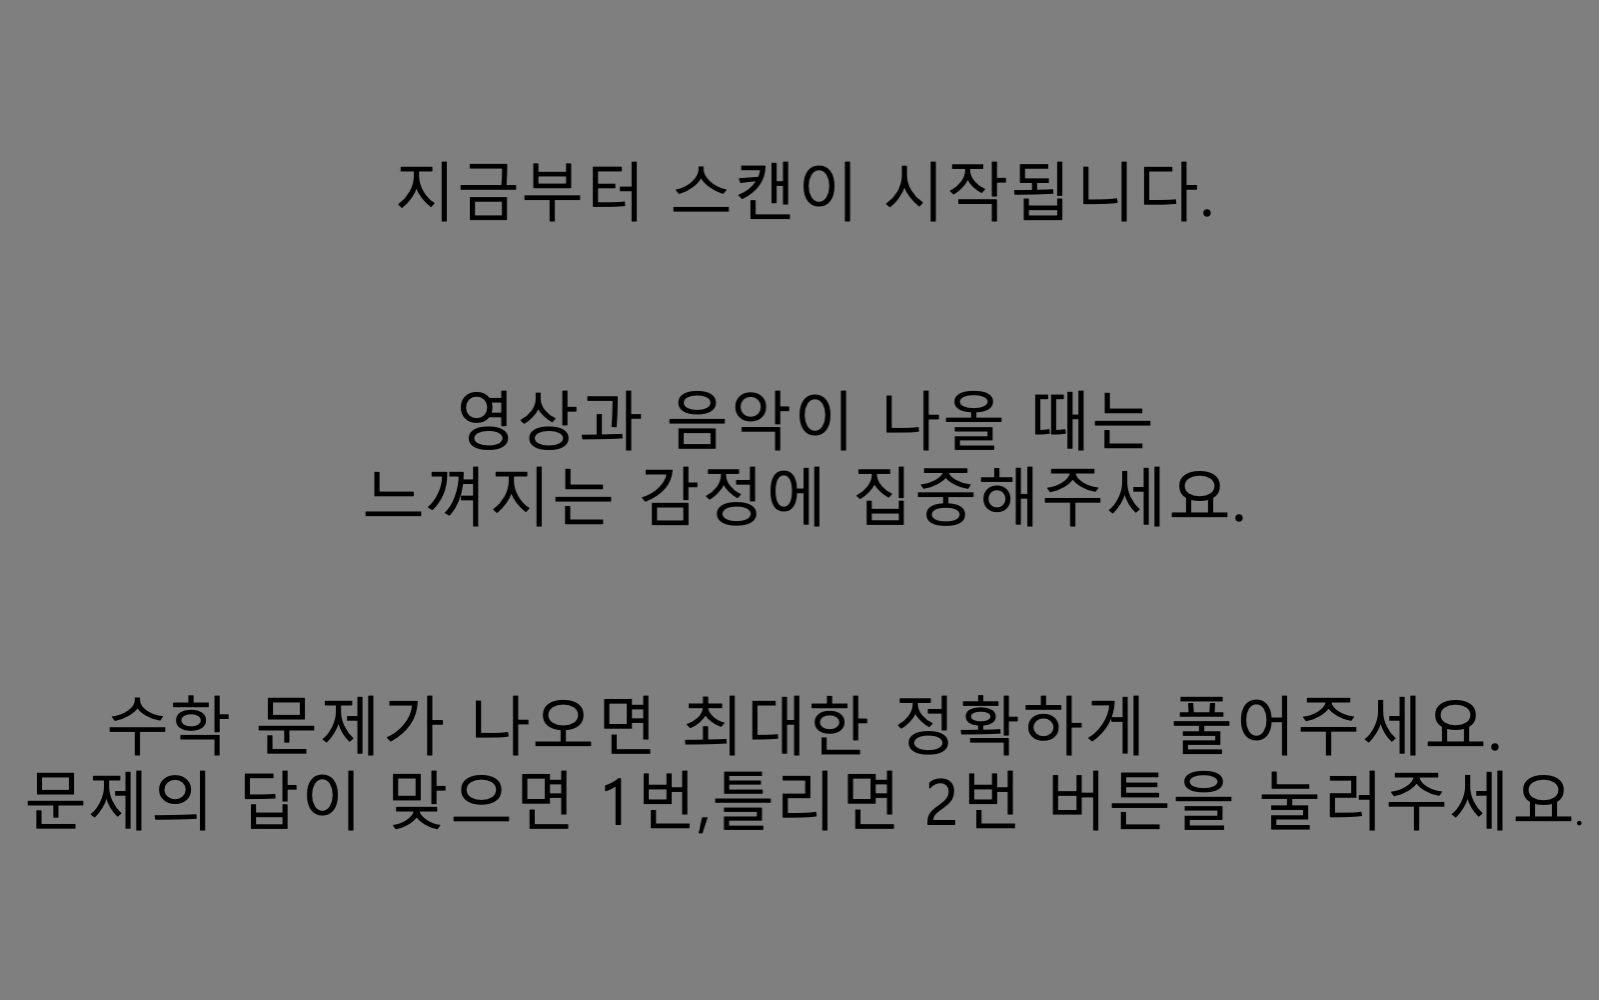 지금부터 스캔이 시작됩니다.
영상과 음악이 나올 때는
느껴지는 감정에 집중해주세요.
수학 문제가 나오면 최대한 정확하게 풀어주세요.
문제의 답이 맞으면 1번,틀리면 2번 버튼을 눌러주세요.